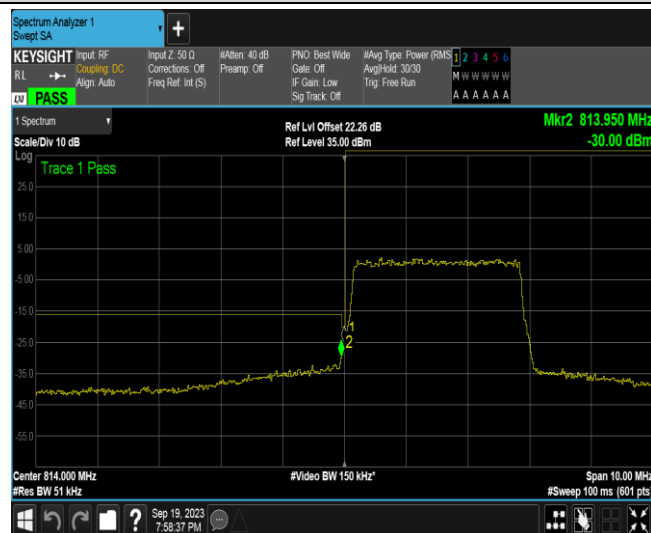 Spectrum Analyzer 1
Swept SA
+
KEYSIGHT Input: RF
RL Coupling: DC
Align: Auto
LXI PASS
Input Z: 50 Ω
Corrections: Off
Freq Ref: Int (S)
#Atten: 40 dB
Preamp: Off
PNO: Best Wide
Gate: Off
IF Gain: Low
Sig Track: Off
#Avg Type: Power (RMS
Avg|Hold: 30/30
Trig: Free Run
1 2 3 4 5 6
M W W W W W
A A A A A A
1 Spectrum
Scale/Div 10 dB
Ref Lvl Offset 22.26 dB
Ref Level 35.00 dBm
Mkr2 813.950 MHz
-30.00 dBm
Log
Trace 1 Pass
25.0
15.0
5.00
-5.00
-15.0
-25.0
-35.0
-45.0
-55.0
1
2
Center 814.000 MHz
#Res BW 51 kHz
#Video BW 150 kHz*
Span 10.00 MHz
#Sweep 100 ms (601 pts
?
Sep 19, 2023
7:58:37 PM